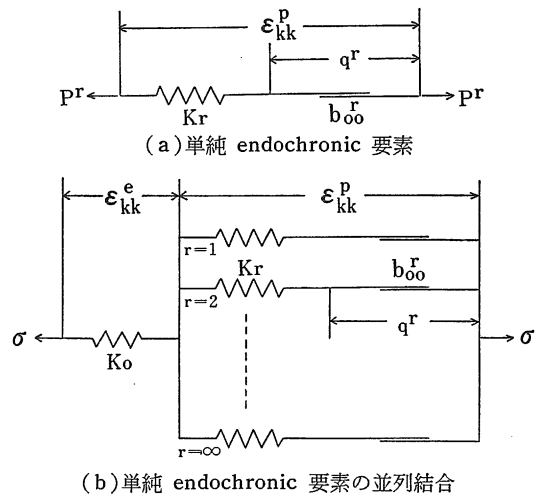 ε^p_kk
q^r
P^r
Kr
b^r_oo
P^r
(a)単純 endochronic 要素
ε^e_kk
ε^p_kk
r=1
Kr
b^r_oo
r=2
q^r
σ
Ko
σ
r=∞
(b)単純 endochronic 要素の並列結合